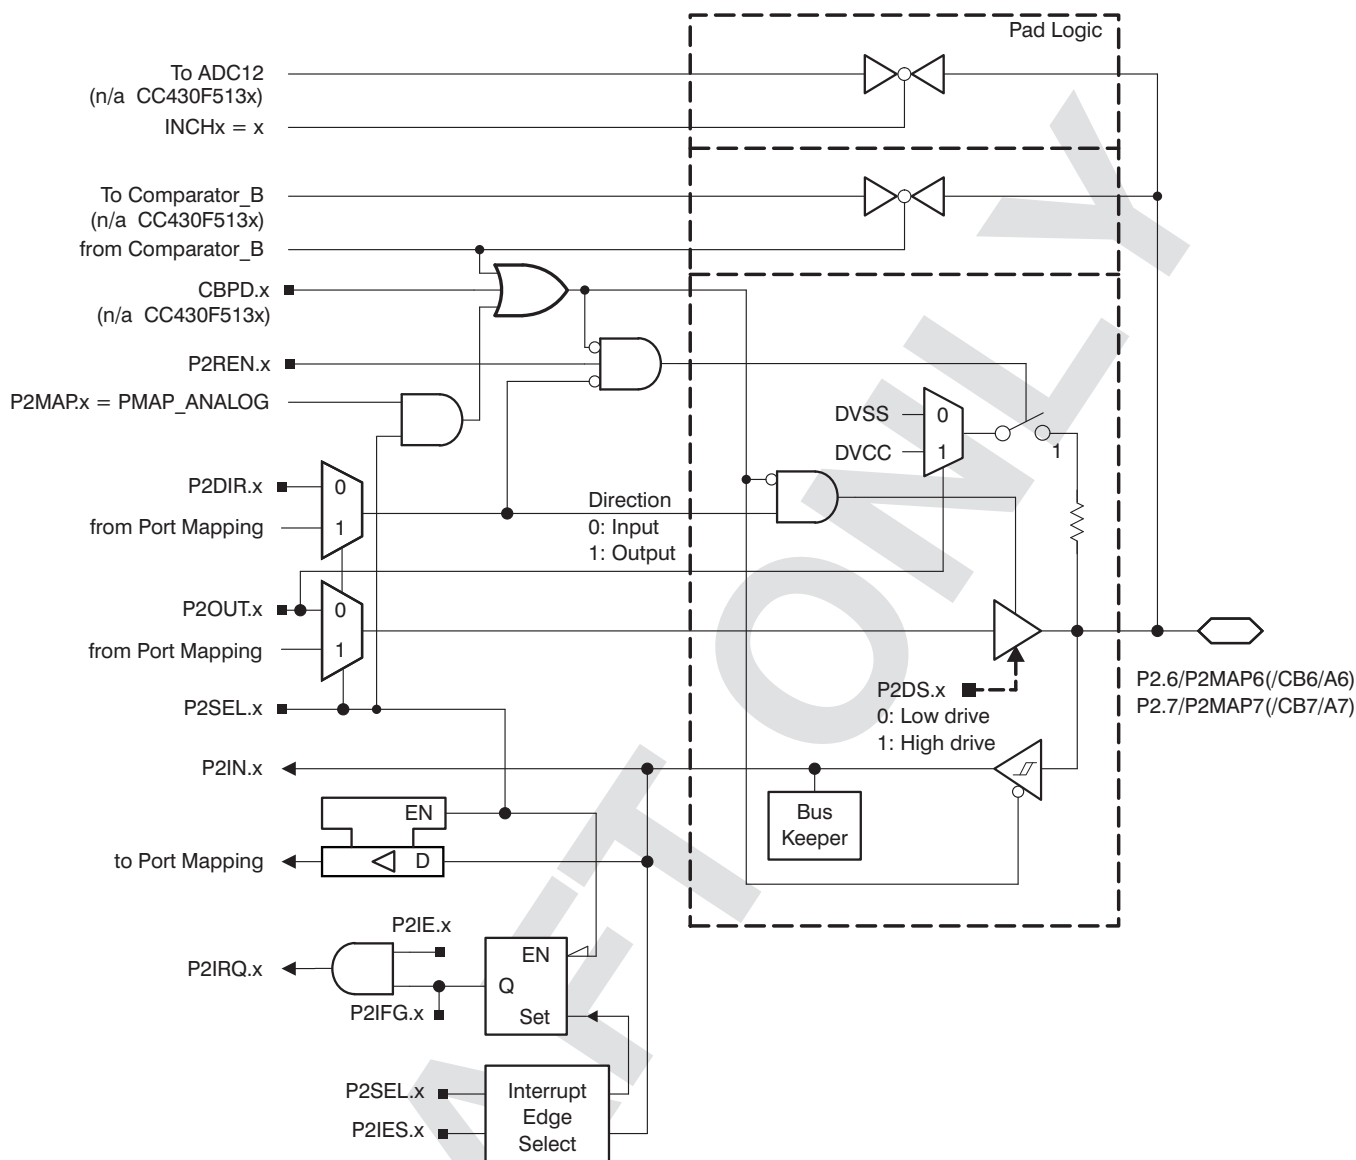 Pad Logic
To ADC12
(n/a CC430F513x)
INCHx = x
To Comparator_B
(n/a CC430F513x)
from Comparator_B
CBPD.x
(n/a CC430F513x)
P2REN.x
P2MAP.x = PMAP_ANALOG
DVSS
0
DVCC
1
1
P2DIR.x
0
from Port Mapping
1
Direction
0: Input
1: Output
P2OUT.x
0
from Port Mapping
1
P2SEL.x
P2DS.x
0: Low drive
1: High drive
P2.6/P2MAP6(/CB6/A6)
P2.7/P2MAP7(/CB7/A7)
P2IN.x
Bus
Keeper
EN
to Port Mapping
D
P2IE.x
P2IRQ.x
EN
Q
P2IFG.x
Set
P2SEL.x
P2IES.x
Interrupt
Edge
Select
AFT ONLY